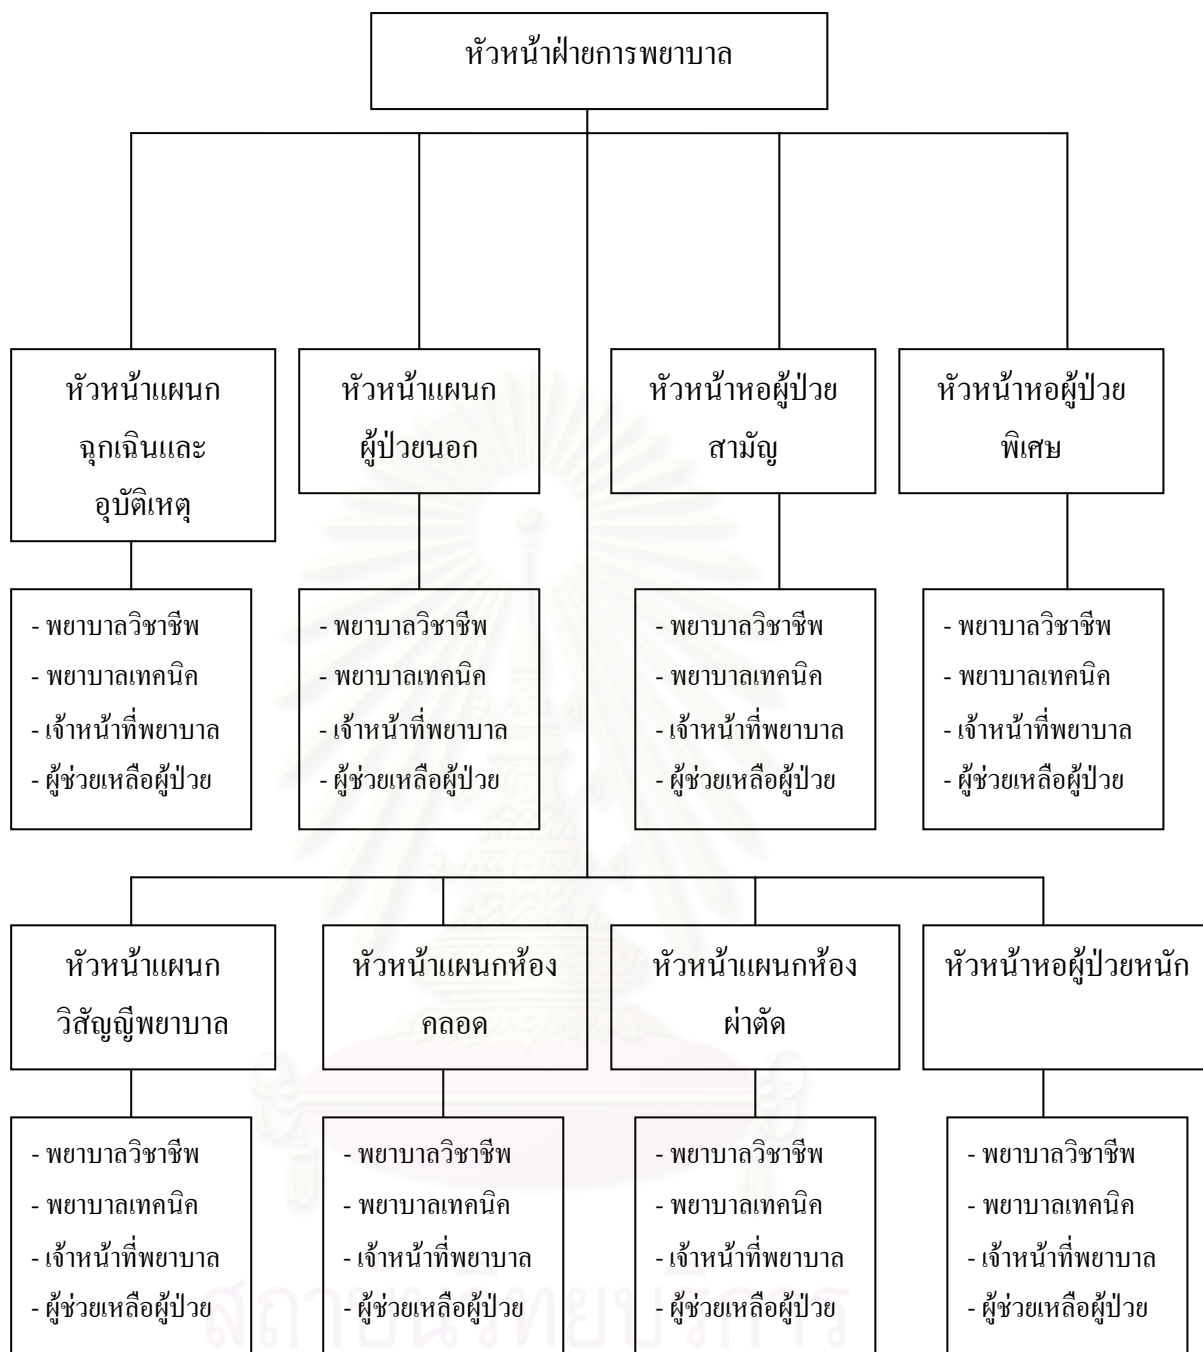 หัวหน้าฝ่ายการพยาบาล
หัวหน้าแผนก
ฉุกเฉินและ
อุบัติเหตุ
หัวหน้าแผนก
ผู้ป่วยนอก
หัวหน้าหอผู้ป่วย
สามัญ
หัวหน้าหอผู้ป่วย
พิเศษ
- พยาบาลวิชาชีพ
- พยาบาลเทคนิค
- เจ้าหน้าที่พยาบาล
- ผู้ช่วยเหลือผู้ป่วย
- พยาบาลวิชาชีพ
- พยาบาลเทคนิค
- เจ้าหน้าที่พยาบาล
- ผู้ช่วยเหลือผู้ป่วย
- พยาบาลวิชาชีพ
- พยาบาลเทคนิค
- เจ้าหน้าที่พยาบาล
- ผู้ช่วยเหลือผู้ป่วย
- พยาบาลวิชาชีพ
- พยาบาลเทคนิค
- เจ้าหน้าที่พยาบาล
- ผู้ช่วยเหลือผู้ป่วย
หัวหน้าแผนก
วิสัญญีพยาบาล
หัวหน้าแผนกห้อง
คลอด
หัวหน้าแผนกห้อง
ผ่าตัด
หัวหน้าหอผู้ป่วยหนัก
- พยาบาลวิชาชีพ
- พยาบาลเทคนิค
- เจ้าหน้าที่พยาบาล
- ผู้ช่วยเหลือผู้ป่วย
- พยาบาลวิชาชีพ
- พยาบาลเทคนิค
- เจ้าหน้าที่พยาบาล
- ผู้ช่วยเหลือผู้ป่วย
- พยาบาลวิชาชีพ
- พยาบาลเทคนิค
- เจ้าหน้าที่พยาบาล
- ผู้ช่วยเหลือผู้ป่วย
- พยาบาลวิชาชีพ
- พยาบาลเทคนิค
- เจ้าหน้าที่พยาบาล
- ผู้ช่วยเหลือผู้ป่วย
สถาบันวิทยบริการ